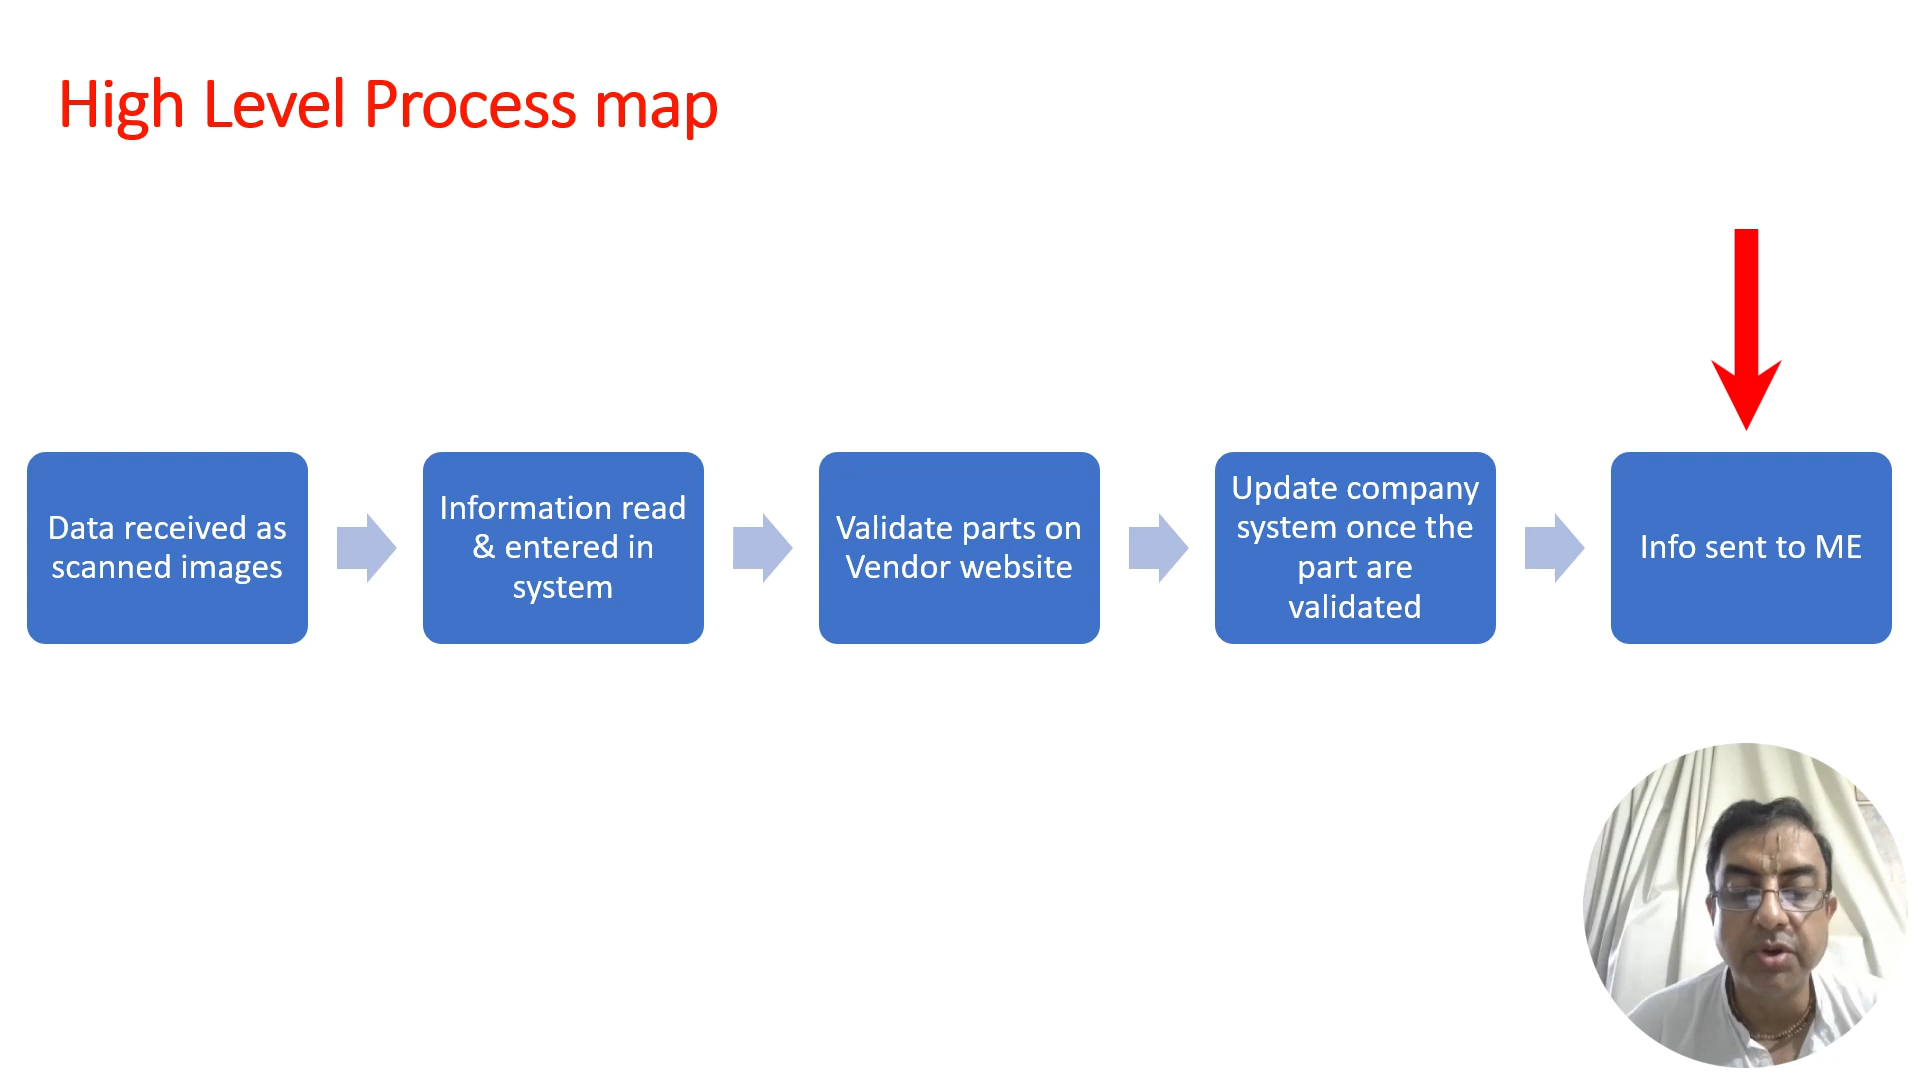 High Level Process map
Data received as
scanned images
Information read
& entered in
system
Validate parts on
Vendor website
Update company
system once the
part are
validated
Info sent to ME